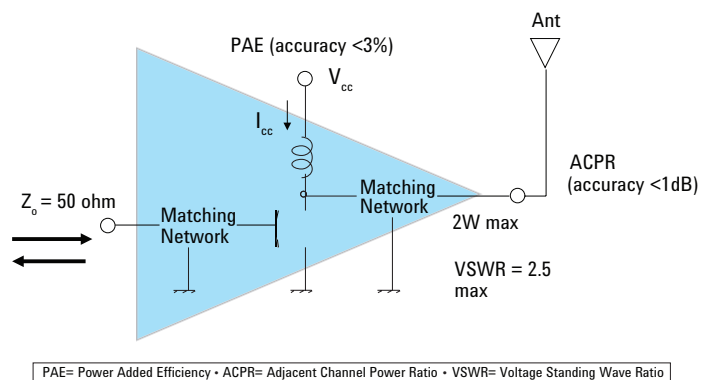 Ant
PAE (accuracy <3%)
Vcc
Icc
ACPR
(accuracy <1dB)
Zo = 50 ohm
Matching
Network
Matching
Network
2W max
VSWR = 2.5
max
PAE= Power Added Efficiency • ACPR= Adjacent Channel Power Ratio • VSWR= Voltage Standing Wave Ratio